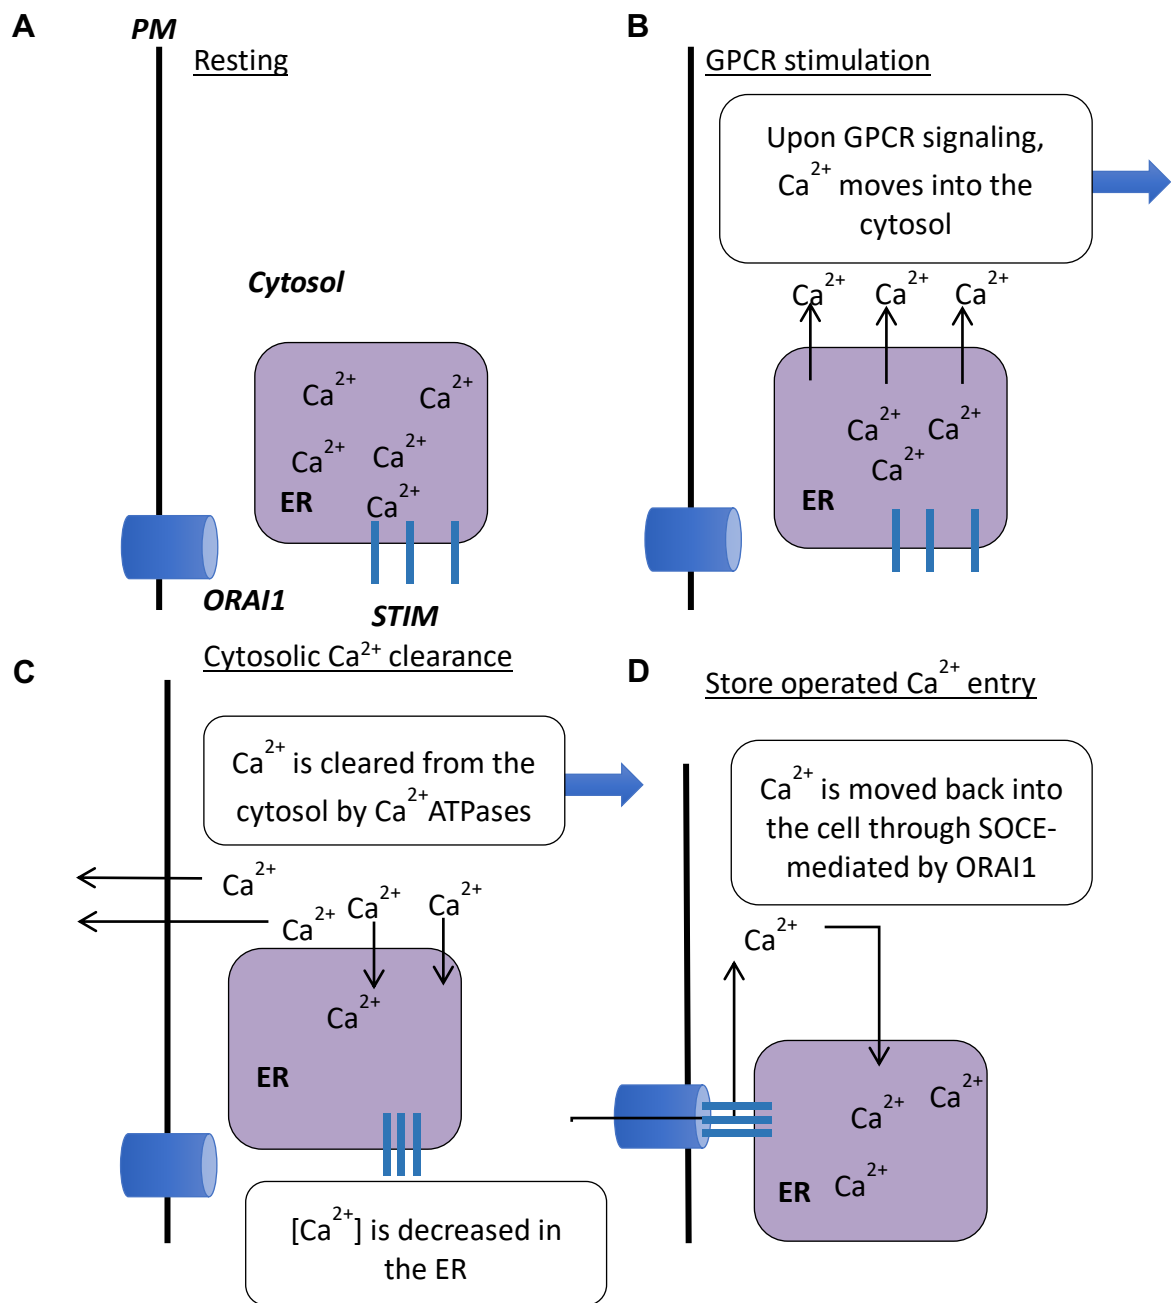 A
PM
Resting
Cytosol
Ca²⁺
Ca²⁺
Ca²⁺
Ca²⁺
ER
Ca²⁺
ORAI1
STIM
B
GPCR stimulation
Upon GPCR signaling,
Ca²⁺ moves into the
cytosol
Ca²⁺ Ca²⁺ Ca²⁺
Ca²⁺ Ca²⁺
Ca²⁺
ER
C
Cytosolic Ca²⁺ clearance
Ca²⁺ is cleared from the
cytosol by Ca²⁺ATPases
Ca²⁺
Ca²⁺ Ca²⁺ Ca²⁺
Ca²⁺
ER
[Ca²⁺] is decreased in
the ER
D
Store operated Ca²⁺ entry
Ca²⁺ is moved back into
the cell through SOCE-
mediated by ORAI1
Ca²⁺
Ca²⁺ Ca²⁺
ER Ca²⁺